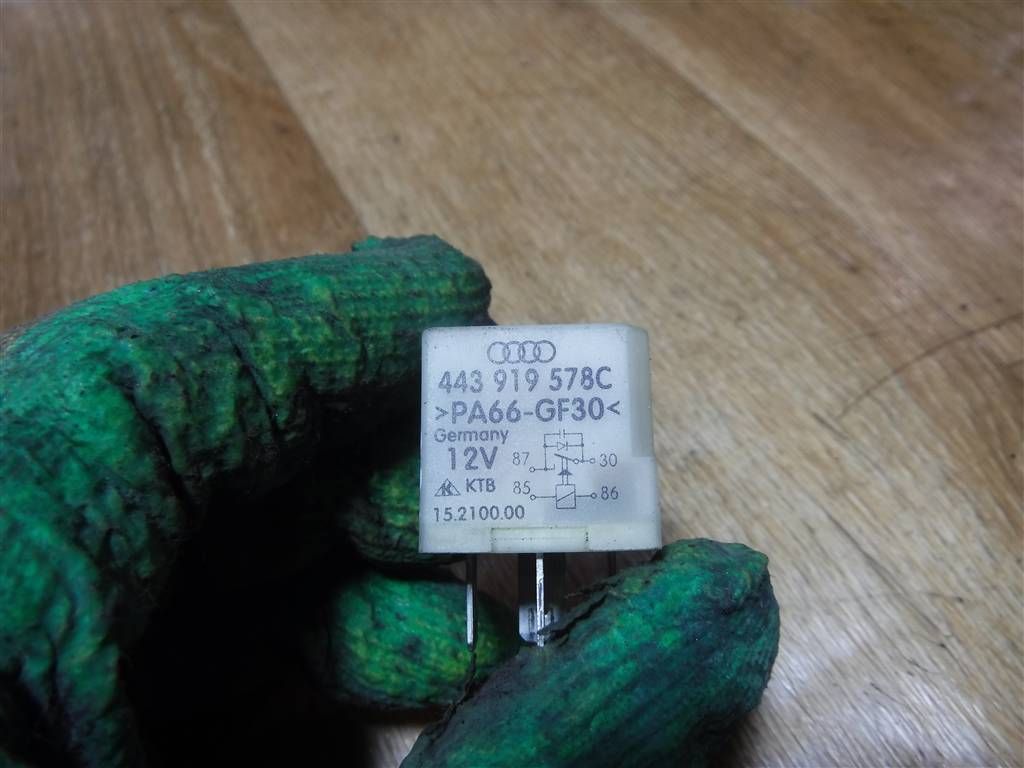 443 919 578C
>PA66-GF30<
Germany
12V
KTB
15.2100.00
87
30
85
86